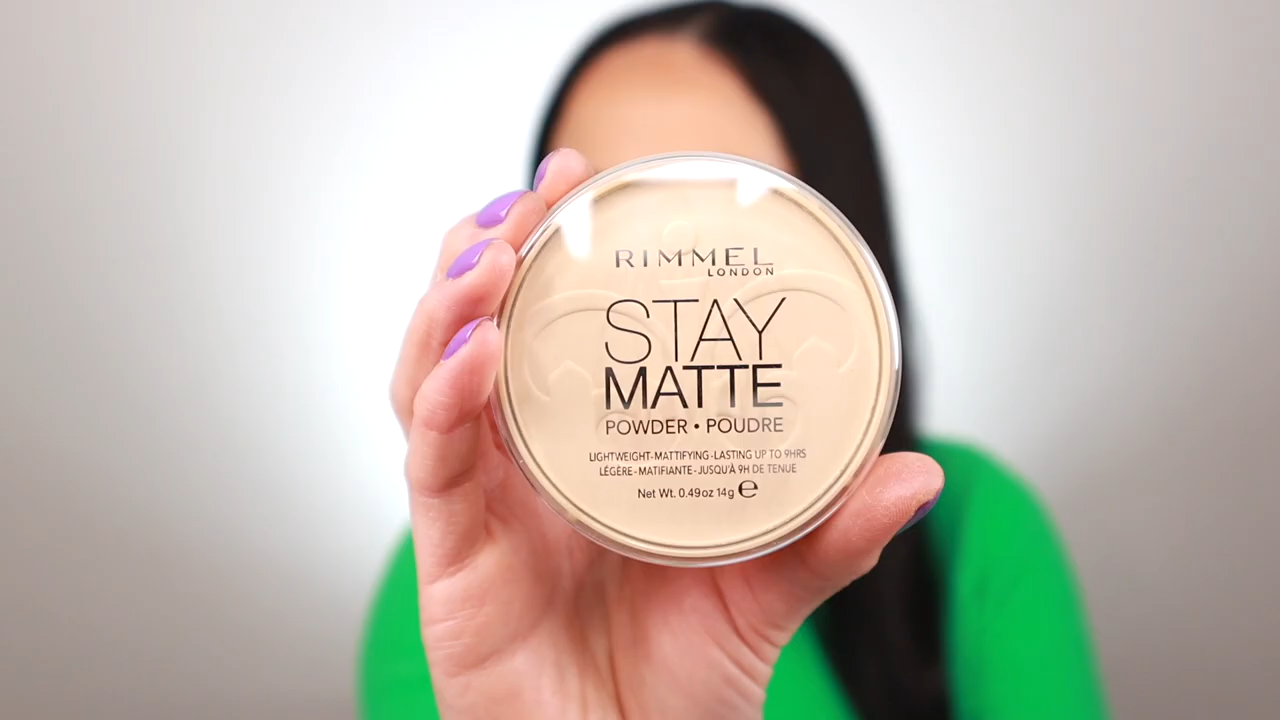 RIMMEL
LONDON
STAY
MATTE
POWDER • POUDRE
LIGHTWEIGHT-MATTIFYING-LASTING UP TO 9HRS
LÉGÈRE-MATIFIANTE-JUSQU'À 9H DE TENUE
Net Wt. 0.49oz 14g ℮